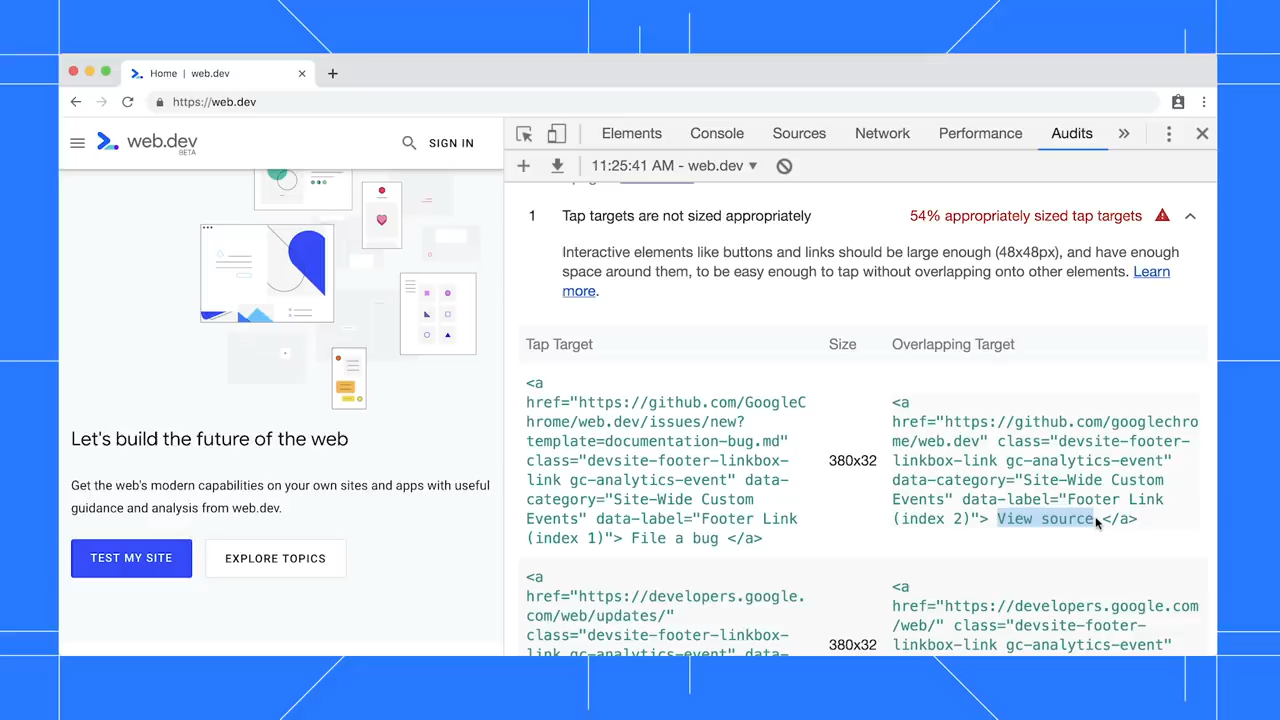 Home | web.dev
https://web.dev
web.dev
BETA
SIGN IN
Let's build the future of the web
Get the web's modern capabilities on your own sites and apps with useful
guidance and analysis from web.dev.
TEST MY SITE
EXPLORE TOPICS
Elements
Console
Sources
Network
Performance
Audits
11:25:41 AM - web.dev
1
Tap targets are not sized appropriately
54% appropriately sized tap targets
Interactive elements like buttons and links should be large enough (48x48px), and have enough
space around them, to be easy enough to tap without overlapping onto other elements. Learn
more.
Tap Target
Size
Overlapping Target
<a
href="https://github.com/GoogleC
hrome/web.dev/issues/new?
template=documentation-bug.md"
class="devsite-footer-linkbox-
link gc-analytics-event" data-
category="Site-Wide Custom
Events" data-label="Footer Link
(index 1)"> File a bug </a>
380x32
<a
href="https://github.com/googlechro
me/web.dev" class="devsite-footer-
linkbox-link gc-analytics-event"
data-category="Site-Wide Custom
Events" data-label="Footer Link
(index 2)"> View source </a>
<a
href="https://developers.google.
com/web/updates/"
class="devsite-footer-linkbox-
link gc-analytics-event" data-
380x32
<a
href="https://developers.google.com
/web/" class="devsite-footer-
linkbox-link gc-analytics-event"